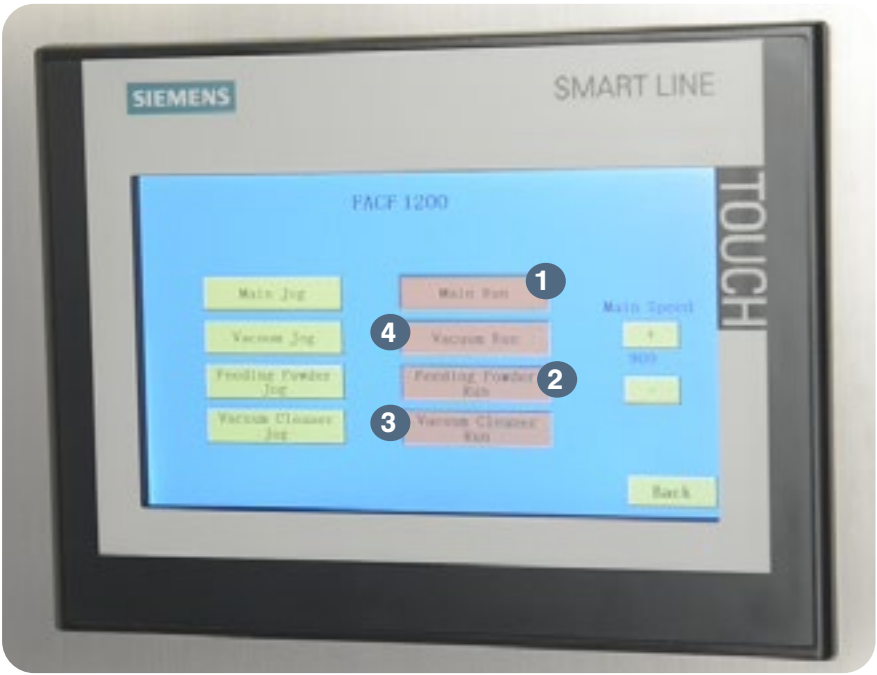 SIEMENS
SMART LINE
TOUCH
FACF 1200
Main Jog
Main Run
1
Main Speed
Vacuum Jog
4
Vacuum Run
+
900
Feeding Powder
Jog
Feeding Powder
Run
2
-
Vacuum Cleaner
Jog
3
Vacuum Cleaner
Run
Back